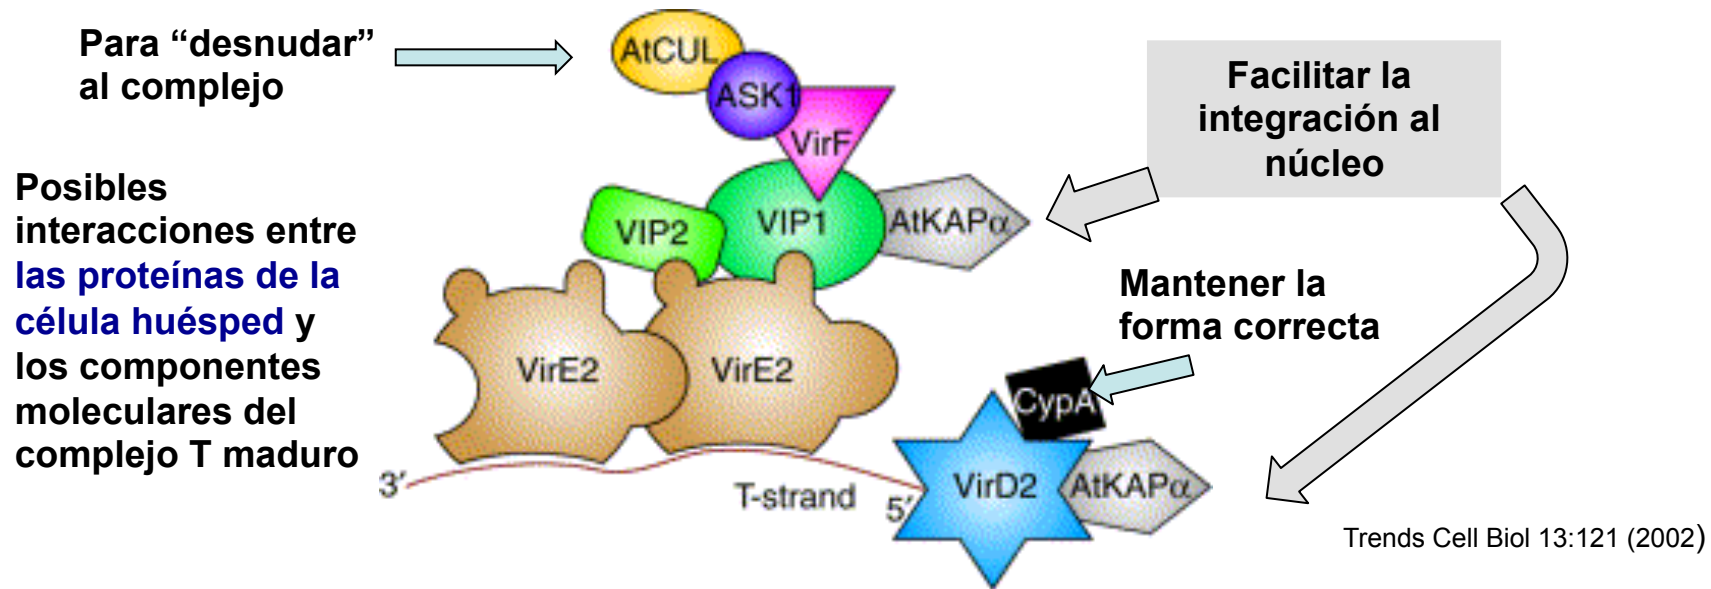 Para “desnudar”
al complejo
Posibles
interacciones entre
las proteínas de la
célula huésped y
los componentes
moleculares del
complejo T maduro
AtCUL
ASK1
VirF
VIP2
VIP1
AtKAPα
Facilitar la
integración al
núcleo
Mantener la
forma correcta
VirE2
VirE2
CypA
VirD2
AtKAPα
3′
T-strand
5′
Trends Cell Biol 13:121 (2002)